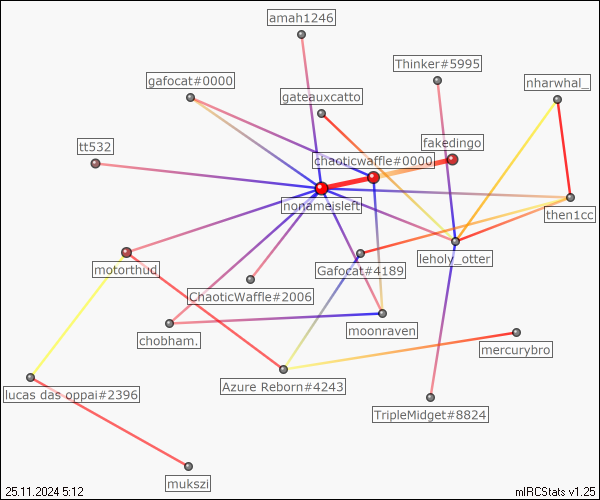 amah1246
Thinker#5995
gafocat#0000
nharwhal_
gateauxcatto
fakedingo
tt532
chaoticwaffle#0000
nonameisleft
then1cc
leholy_otter
motorthud
Gafocat#4189
ChaoticWaffle#2006
moonraven
chobham.
mercurybro
Azure Reborn#4243
lucas das oppai#2396
TripleMidget#8824
mukszi
25.11.2024 5:12
mIRCStats v1.25